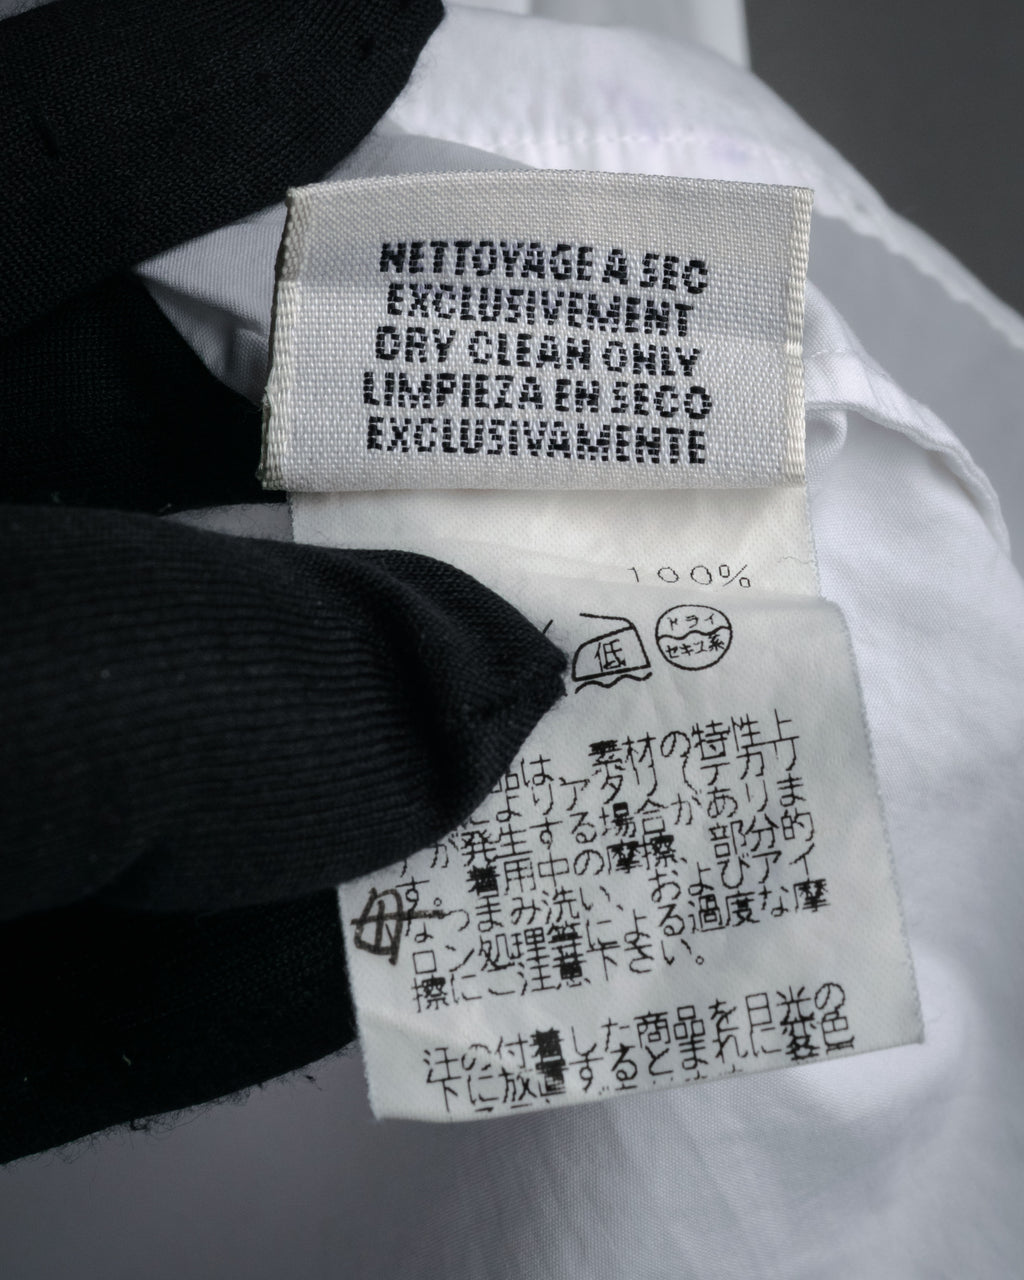 NETTOYAGE A SEC
EXCLUSIVEMENT
DRY CLEAN ONLY
LIMPIEZA EN SECO
EXCLUSIVAMENTE
100%
低
ドライ
セキユ系
品は、素材の特性上
よりアタリ(テカリ
が発生する場合があります
す。着用中の摩擦、部分的
なつまみ洗い、およびアイ
ロン処理等による過度な摩
擦にご注意下さい。
汗の付着した商品を日光の
下に放置するとまれに変色